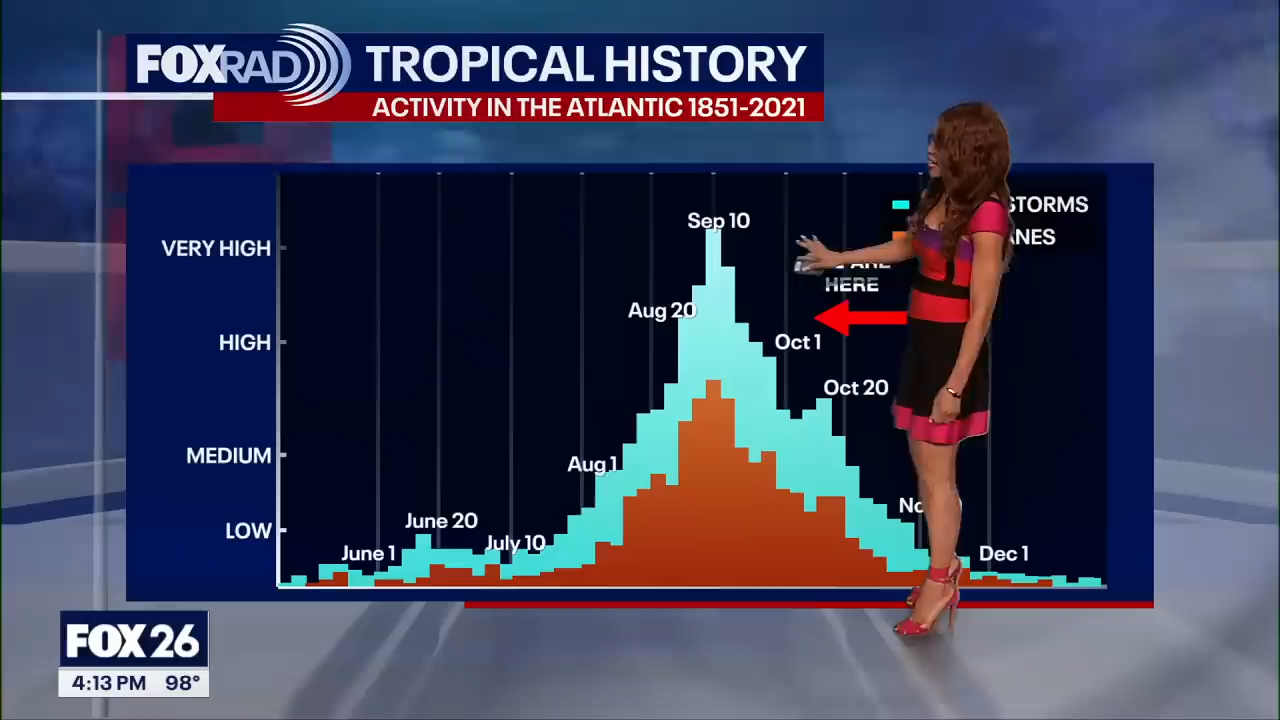 FOXRAD TROPICAL HISTORY
ACTIVITY IN THE ATLANTIC 1851-2021
STORMS
Sep 10
VERY HIGH
ARE
HERE
Aug 20
HIGH
Oct 1
Oct 20
MEDIUM
Aug 1
LOW
June 20
July 10
June 1
Dec 1
FOX 26
4:13 PM 98°